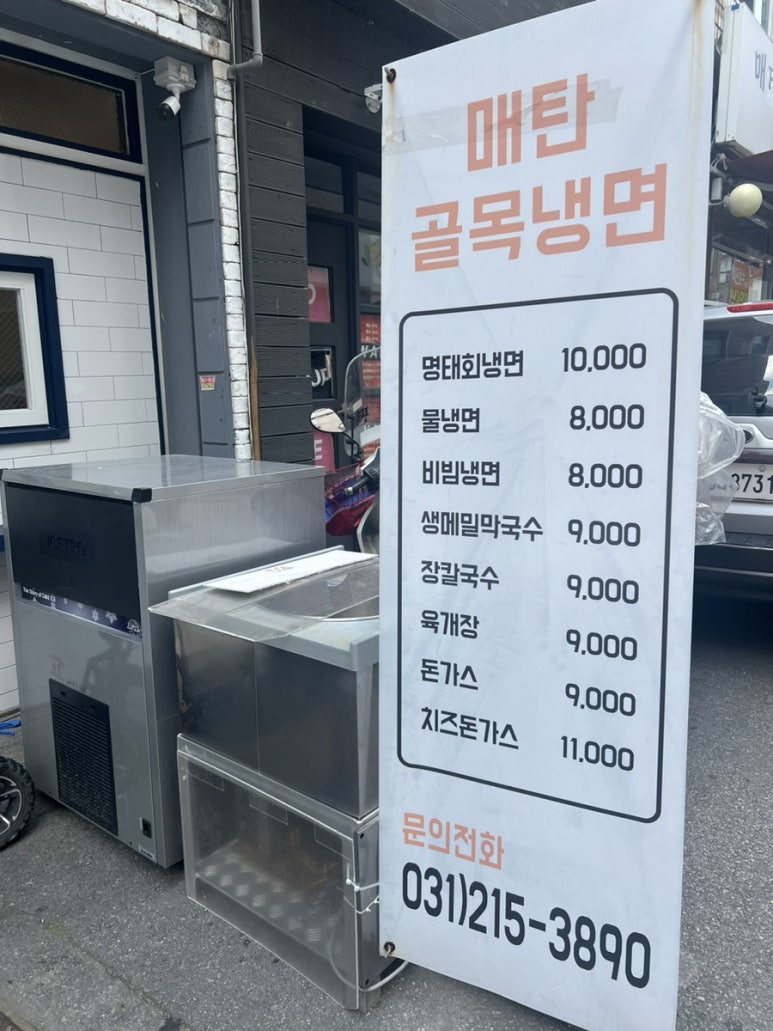 매탄
골목냉면
명태회냉면 10,000
물냉면 8,000
비빔냉면 8,000
생메밀막국수 9,000
장칼국수 9,000
육개장 9,000
돈가스 9,000
치즈돈가스 11,000
문의전화
031)215-3890
ICETRO
3731